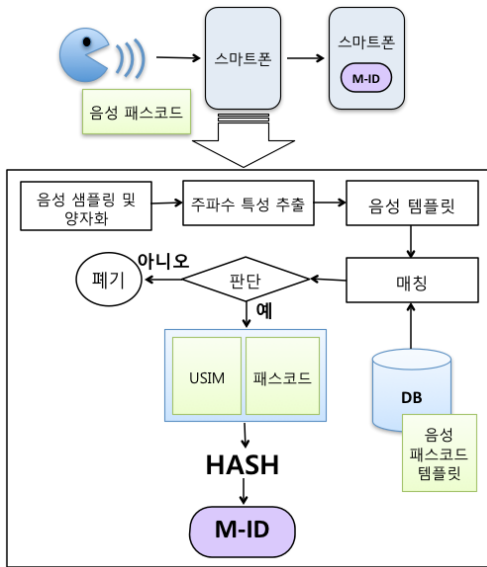 스마트폰
스마트폰
M-ID
음성 패스코드
음성 샘플링 및
양자화
주파수 특성 추출
음성 템플릿
아니오
폐기
판단
매칭
예
USIM
패스코드
DB
음성
패스코드
템플릿
HASH
M-ID